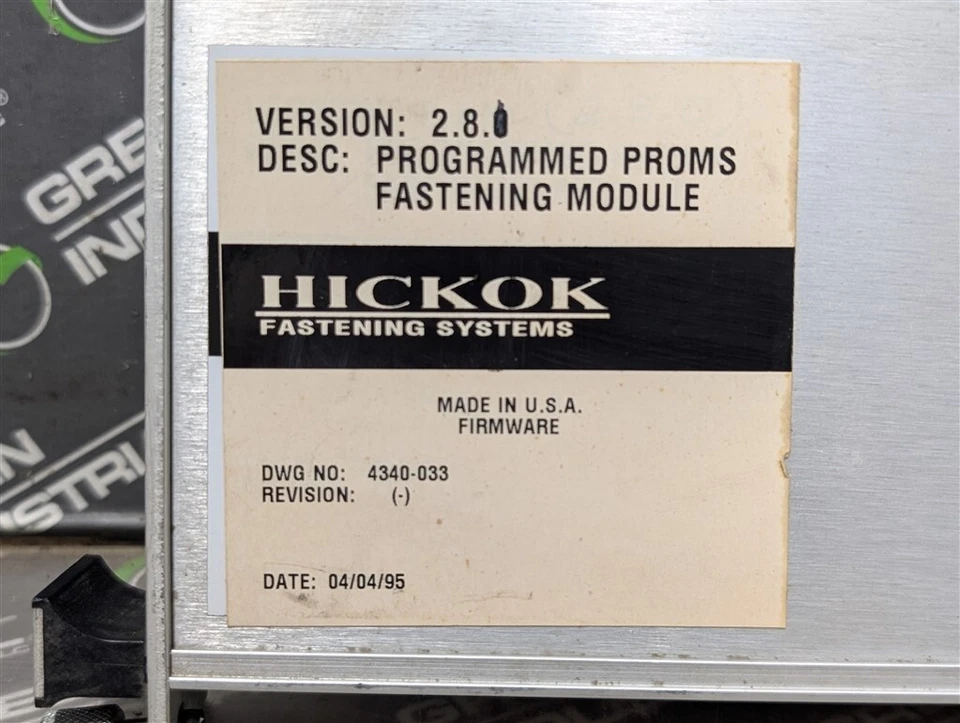 VERSION: 2.8.
DESC: PROGRAMMED PROMS
FASTENING MODULE
HICKOK
FASTENING SYSTEMS
MADE IN U.S.A.
FIRMWARE
DWG NO: 4340-033
REVISION: (-)
DATE: 04/04/95